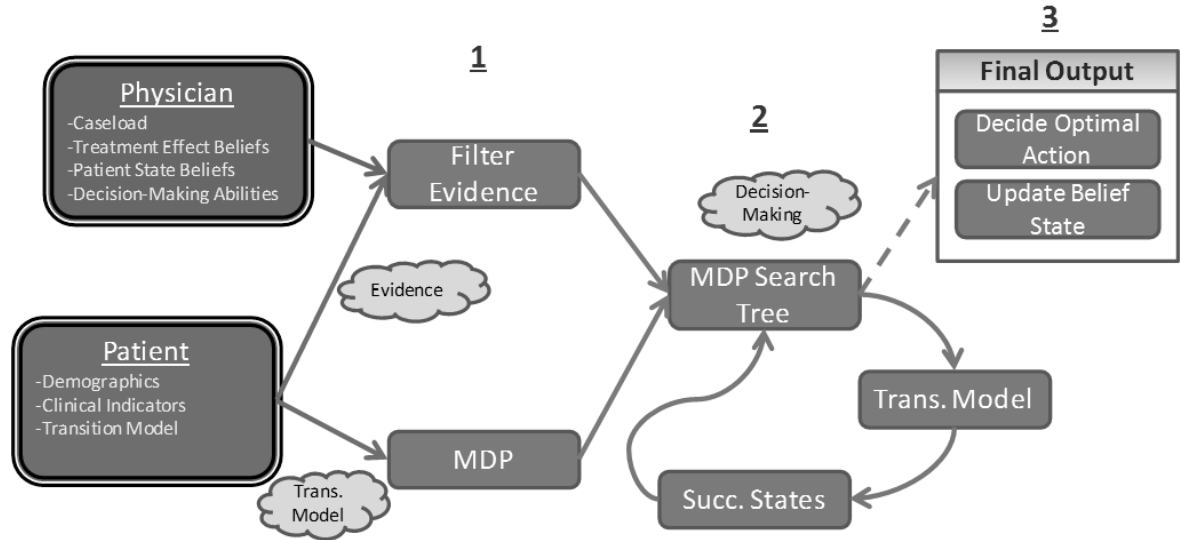 1
2
3
Physician
-Caseload
-Treatment Effect Beliefs
-Patient State Beliefs
-Decision-Making Abilities
Patient
-Demographics
-Clinical Indicators
-Transition Model
Filter
Evidence
Evidence
MDP
Trans.
Model
Decision-
Making
MDP Search
Tree
Trans. Model
Succ. States
Final Output
Decide Optimal
Action
Update Belief
State